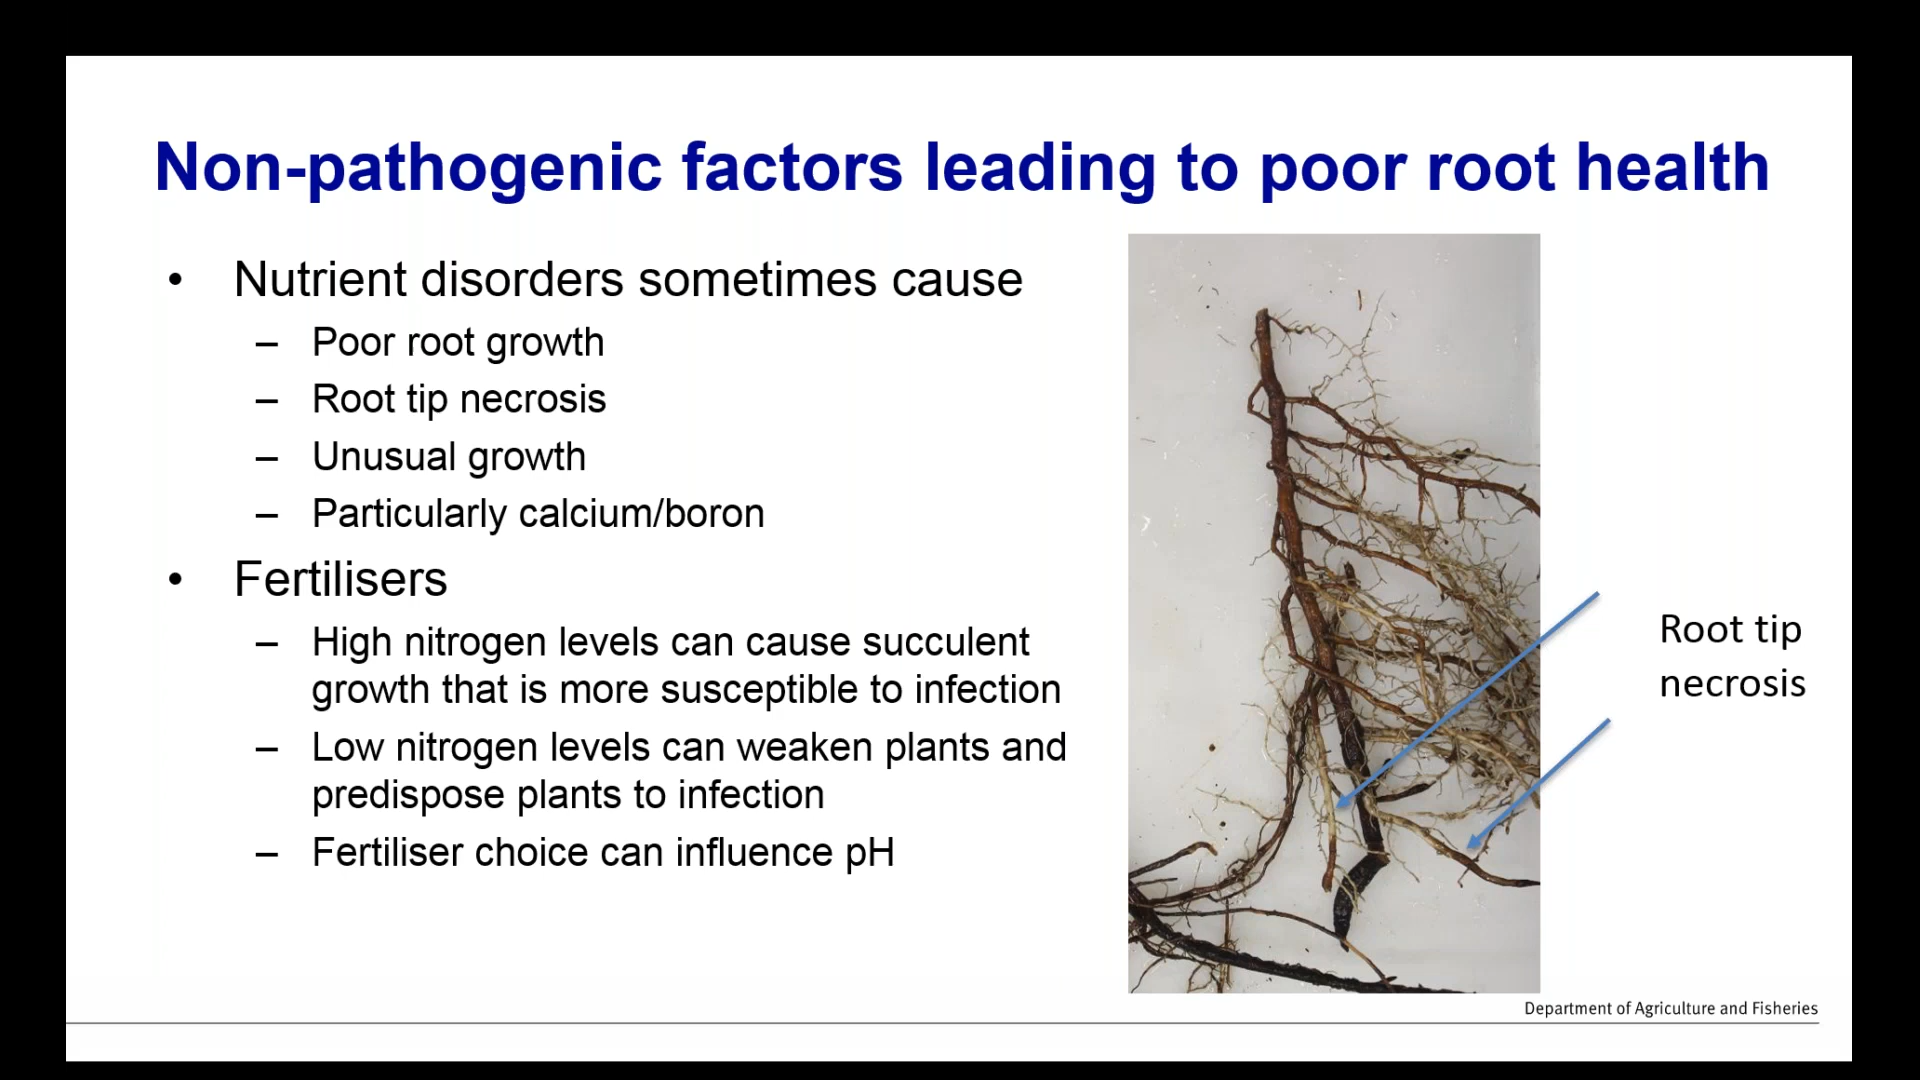 Non-pathogenic factors leading to poor root health
• Nutrient disorders sometimes cause
– Poor root growth
– Root tip necrosis
– Unusual growth
– Particularly calcium/boron
• Fertilisers
– High nitrogen levels can cause succulent
growth that is more susceptible to infection
– Low nitrogen levels can weaken plants and
predispose plants to infection
– Fertiliser choice can influence pH
Root tip
necrosis
Department of Agriculture and Fisheries